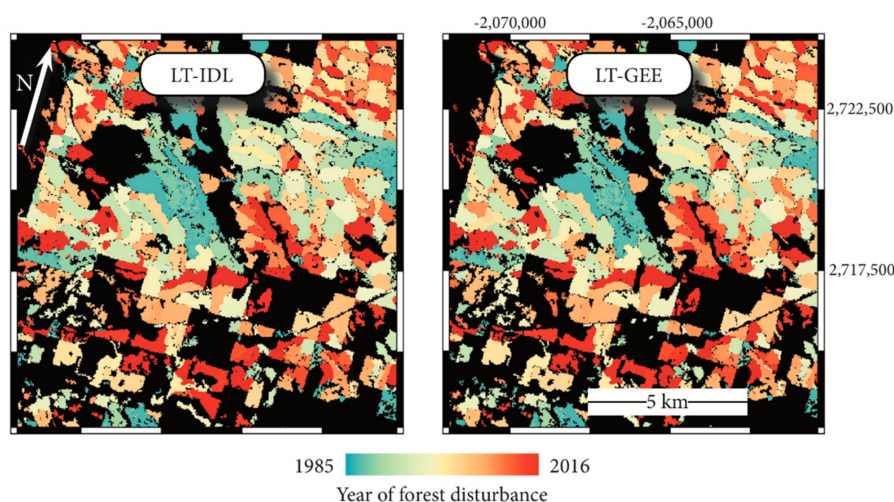 -2,070,000 -2,065,000
N
LT-IDL
LT-GEE
2,722,500
2,717,500
5 km
1985
2016
Year of forest disturbance